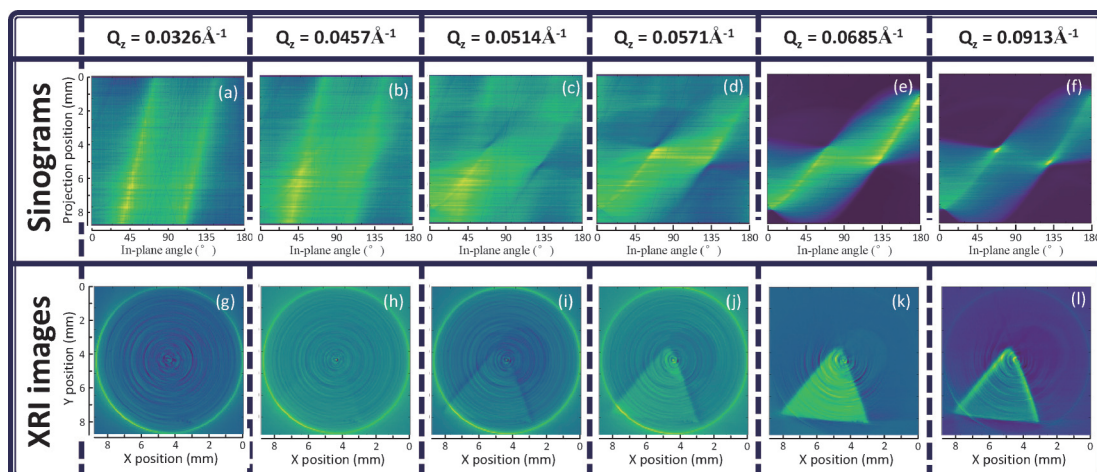 Q_z = 0.0326Å⁻¹
Q_z = 0.0457Å⁻¹
Q_z = 0.0514Å⁻¹
Q_z = 0.0571Å⁻¹
Q_z = 0.0685Å⁻¹
Q_z = 0.0913Å⁻¹
Sinograms
Projection position (mm)
0
2
4
6
8
(a)
(b)
(c)
(d)
(e)
(f)
0 45 90 135 180
0 45 90 135 180
0 45 90 135 180
0 45 90 135 180
0 45 90 135 180
0 45 90 135 180
In-plane angle (°)
In-plane angle (°)
In-plane angle (°)
In-plane angle (°)
In-plane angle (°)
In-plane angle (°)
XRI images
Y position (mm)
0
2
4
6
8
(g)
(h)
(i)
(j)
(k)
(l)
8 6 4 2 0
8 6 4 2 0
8 6 4 2 0
8 6 4 2 0
8 6 4 2 0
8 6 4 2 0
X position (mm)
X position (mm)
X position (mm)
X position (mm)
X position (mm)
X position (mm)